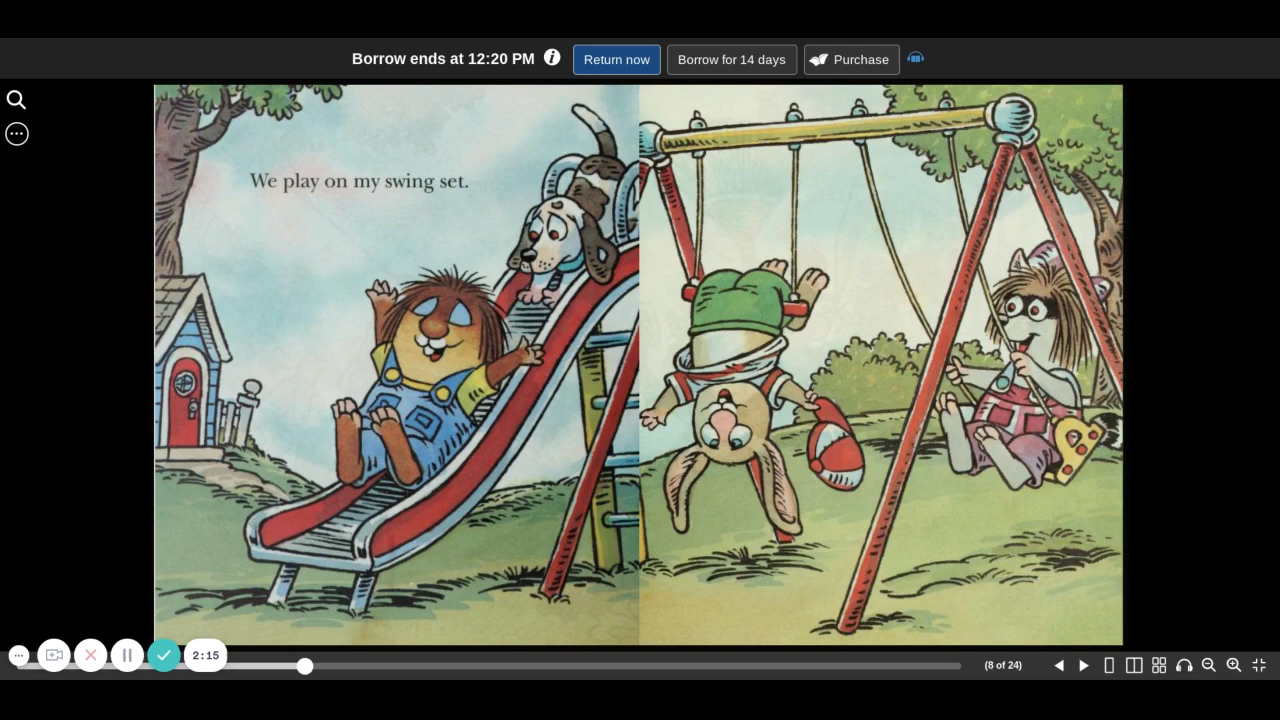 Borrow ends at 12:20 PM
Return now
Borrow for 14 days
Purchase
We play on my swing set.
2:15
(8 of 24)